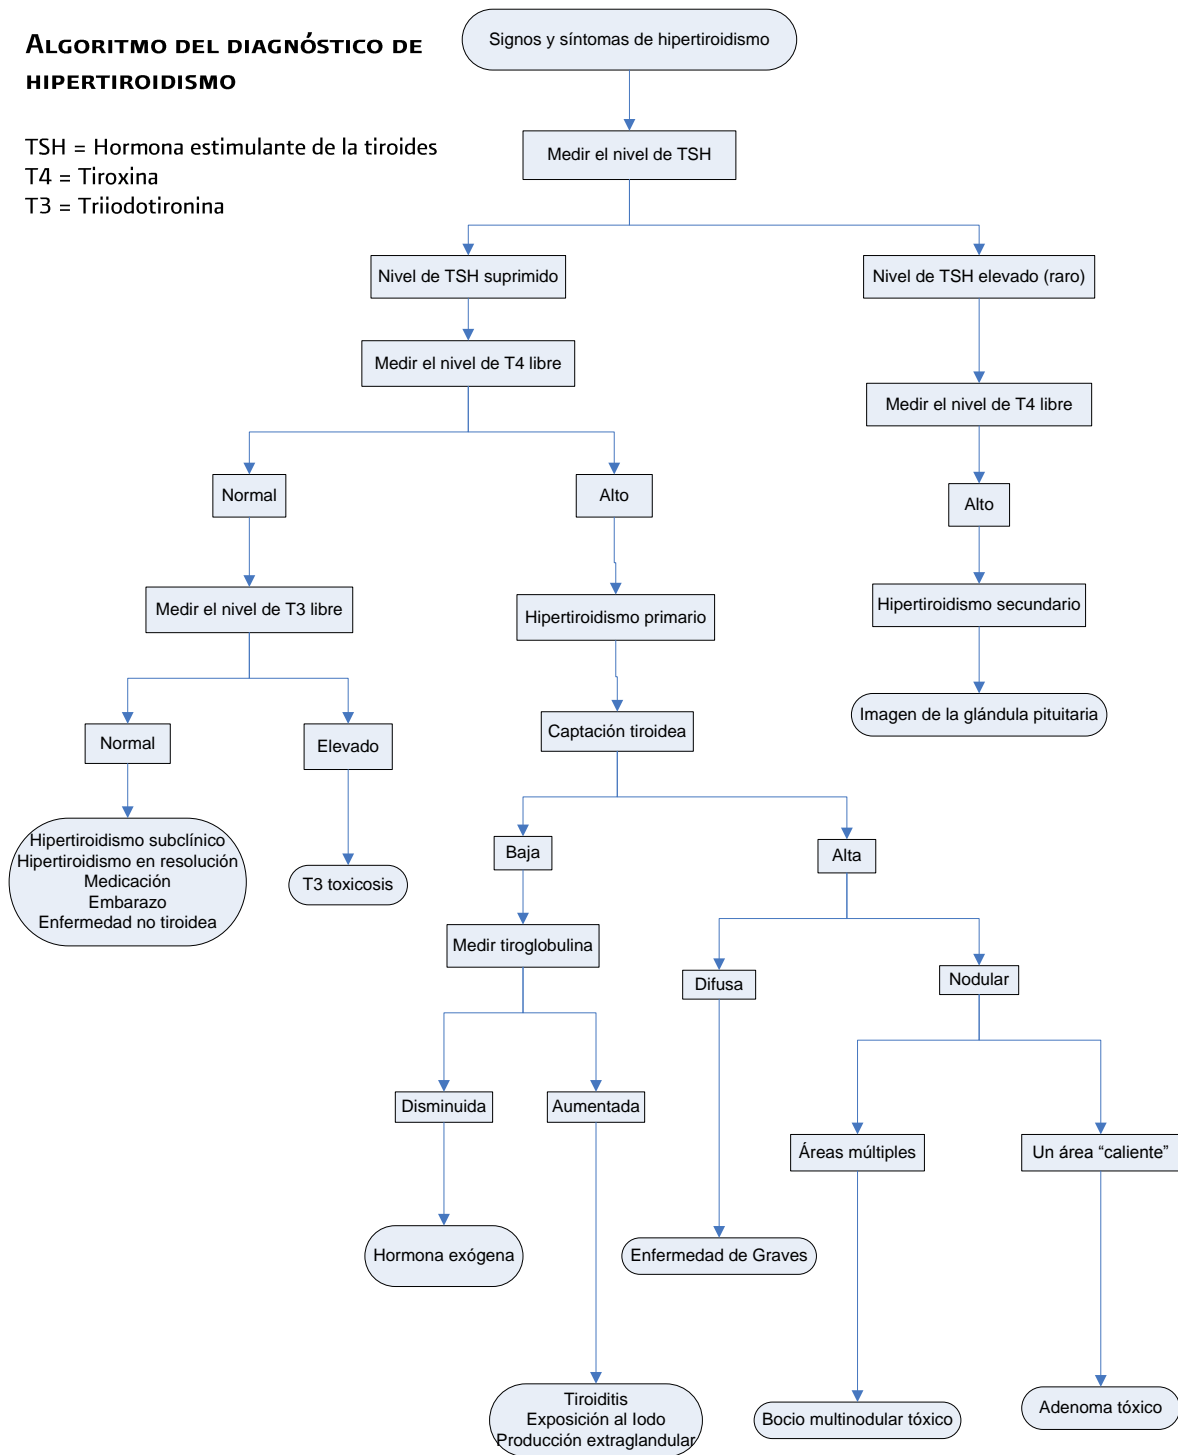 ALGORITMO DEL DIAGNÓSTICO DE
HIPERTIROIDISMO
TSH = Hormona estimulante de la tiroides
T4 = Tiroxina
T3 = Triiodotironina
Signos y síntomas de hipertiroidismo
Medir el nivel de TSH
Nivel de TSH suprimido
Nivel de TSH elevado (raro)
Medir el nivel de T4 libre
Medir el nivel de T4 libre
Normal
Alto
Alto
Medir el nivel de T3 libre
Hipertiroidismo primario
Hipertiroidismo secundario
Normal
Elevado
Captación tiroidea
Imagen de la glándula pituitaria
Hipertiroidismo subclínico
Hipertiroidismo en resolución
Medicación
Embarazo
Enfermedad no tiroidea
T3 toxicosis
Baja
Alta
Medir tiroglobulina
Difusa
Nodular
Disminuida
Aumentada
Áreas múltiples
Un área “caliente”
Hormona exógena
Enfermedad de Graves
Tiroiditis
Exposición al Iodo
Producción extraglandular
Bocio multinodular tóxico
Adenoma tóxico